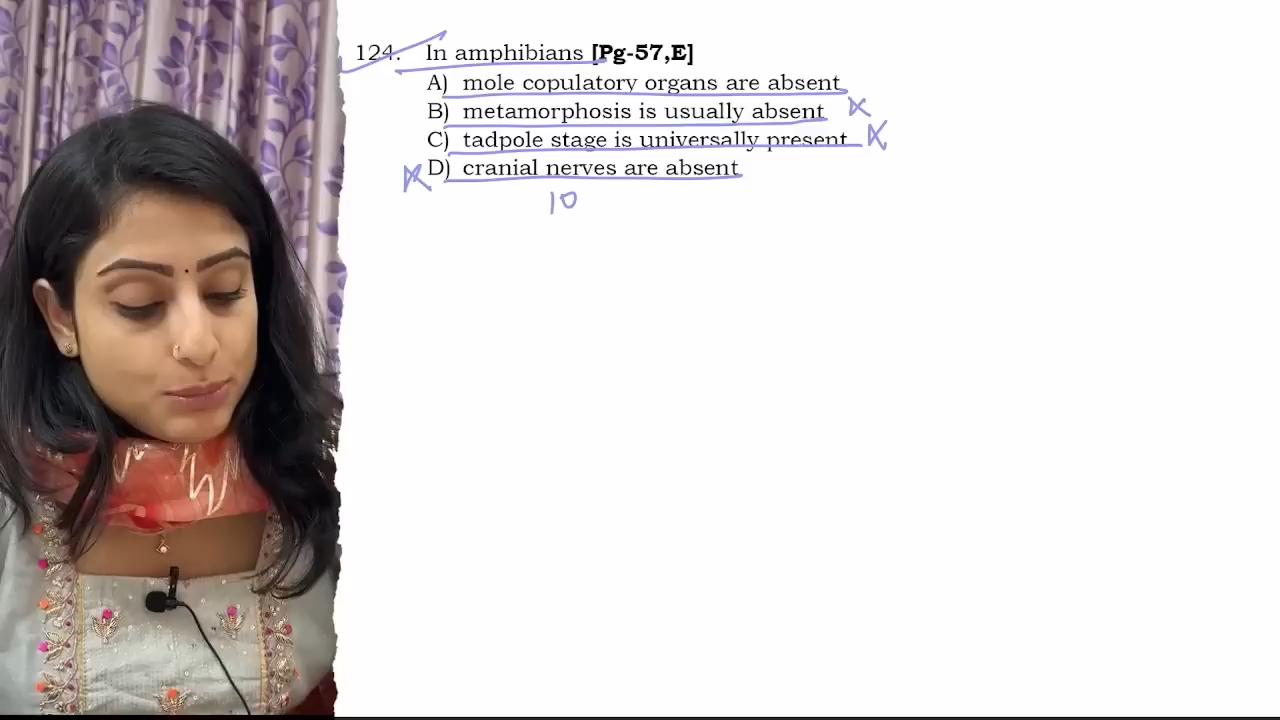 124. In amphibians [Pg-57,E]
A) mole copulatory organs are absent
B) metamorphosis is usually absent
C) tadpole stage is universally present
D) cranial nerves are absent
10